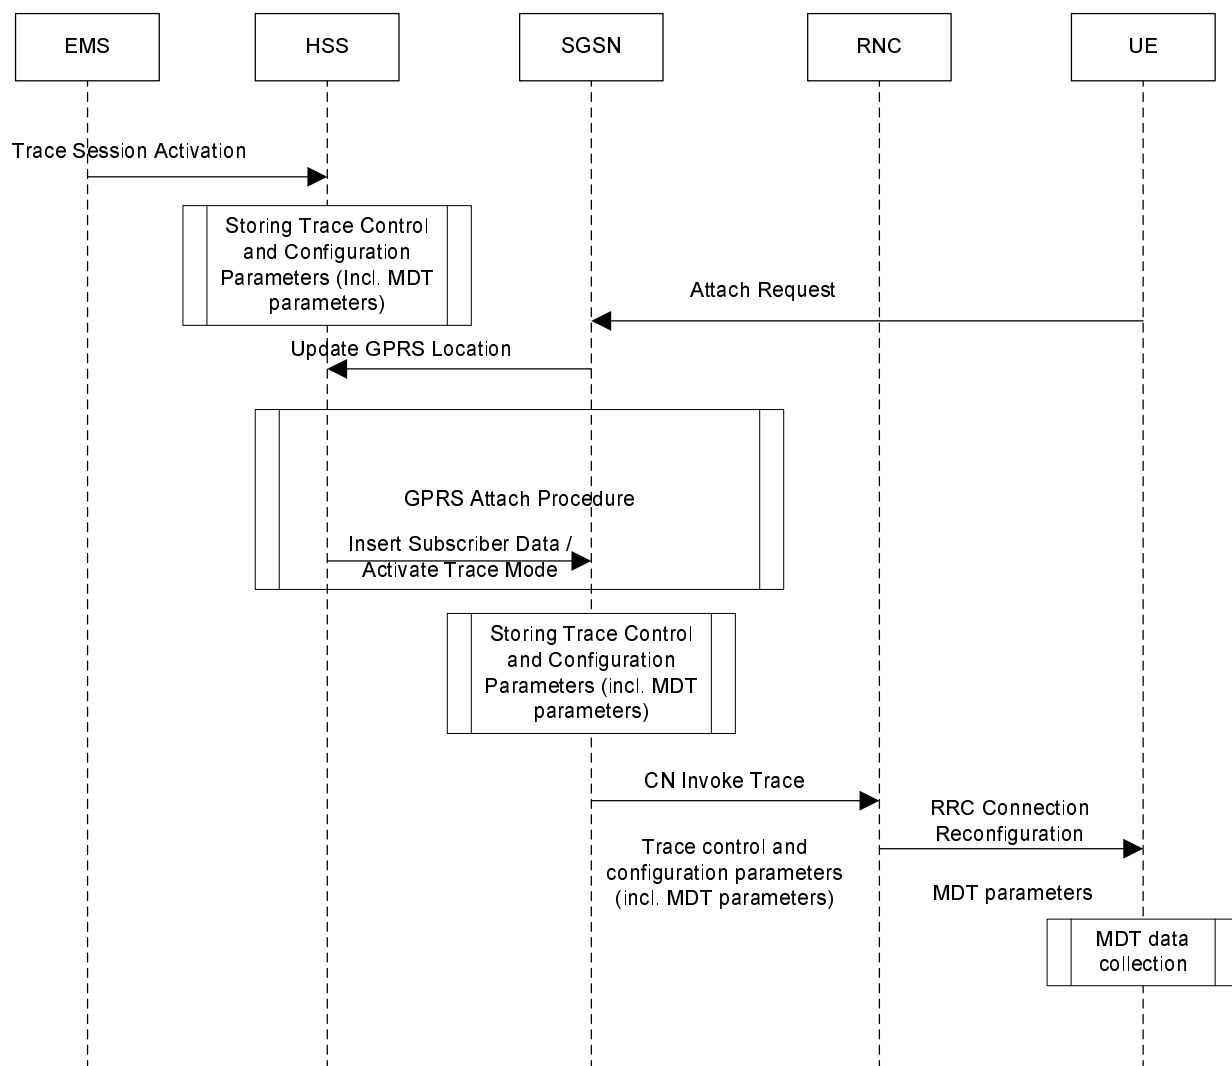 EMS
HSS
SGSN
RNC
UE
Trace Session Activation
Storing Trace Control
and Configuration
Parameters (Incl. MDT
parameters)
Attach Request
Update GPRS Location
GPRS Attach Procedure
Insert Subscriber Data /
Activate Trace Mode
Storing Trace Control
and Configuration
Parameters (incl. MDT
parameters)
CN Invoke Trace
RRC Connection
Reconfiguration
Trace control and
configuration parameters
(incl. MDT parameters)
MDT parameters
MDT data
collection